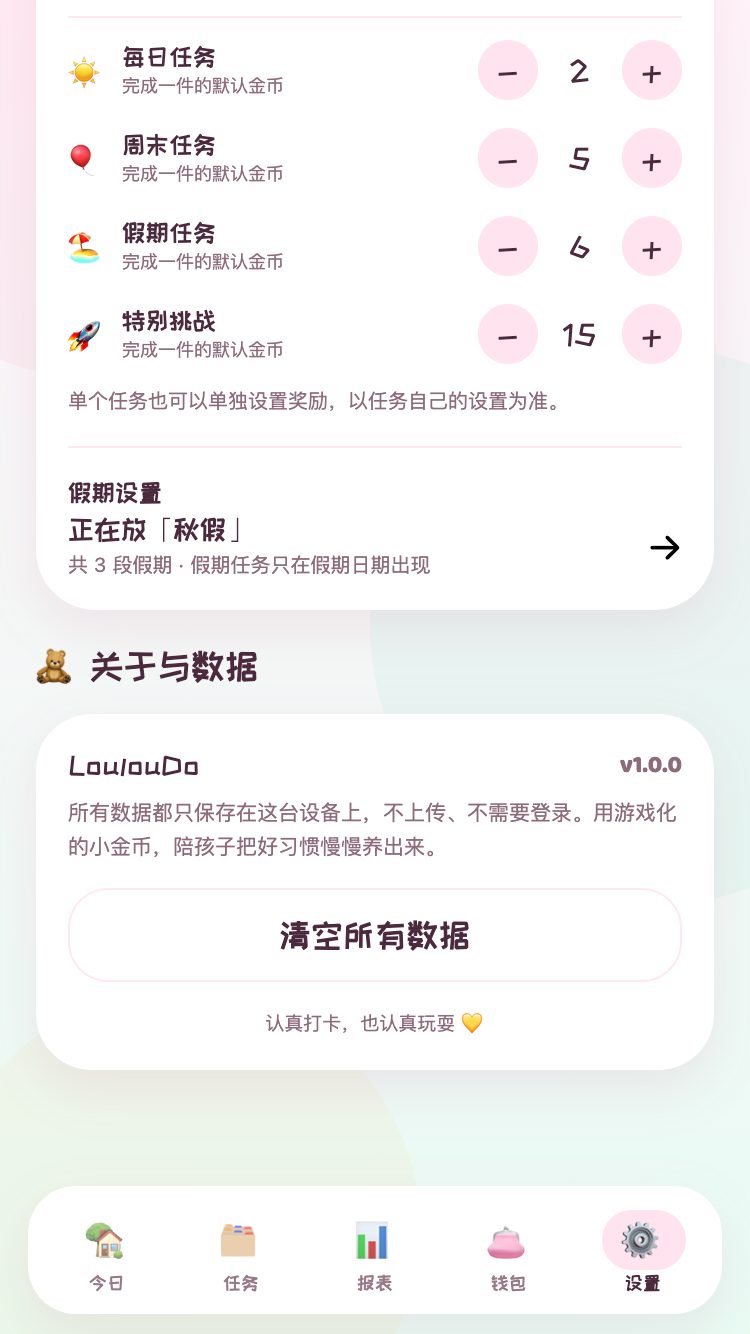 每日任务
完成一件的默认金币
− 2 +
周末任务
完成一件的默认金币
− 5 +
假期任务
完成一件的默认金币
− 6 +
特别挑战
完成一件的默认金币
− 15 +
单个任务也可以单独设置奖励，以任务自己的设置为准。
假期设置
正在放「秋假」
共 3 段假期 · 假期任务只在假期日期出现
→
关于与数据
LoulouDo
v1.0.0
所有数据都只保存在这台设备上，不上传、不需要登录。用游戏化
的小金币，陪孩子把好习惯慢慢养出来。
清空所有数据
认真打卡，也认真玩耍 💛
今日 任务 报表 钱包 设置